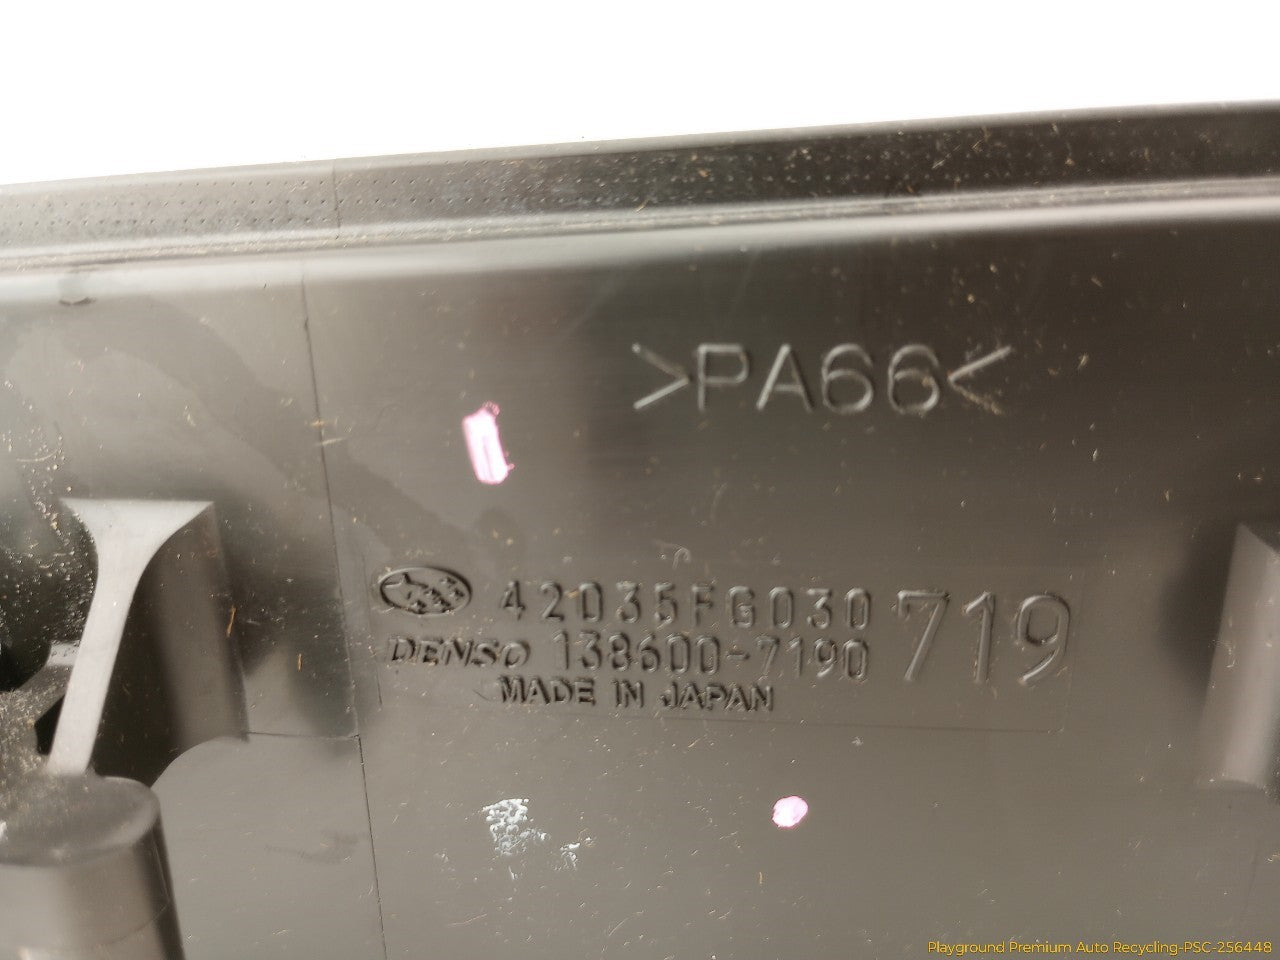 >PA66<
42035FG030 719
DENSO 138600-7190
MADE IN JAPAN
Playground Premium Auto Recycling-PSC-256448